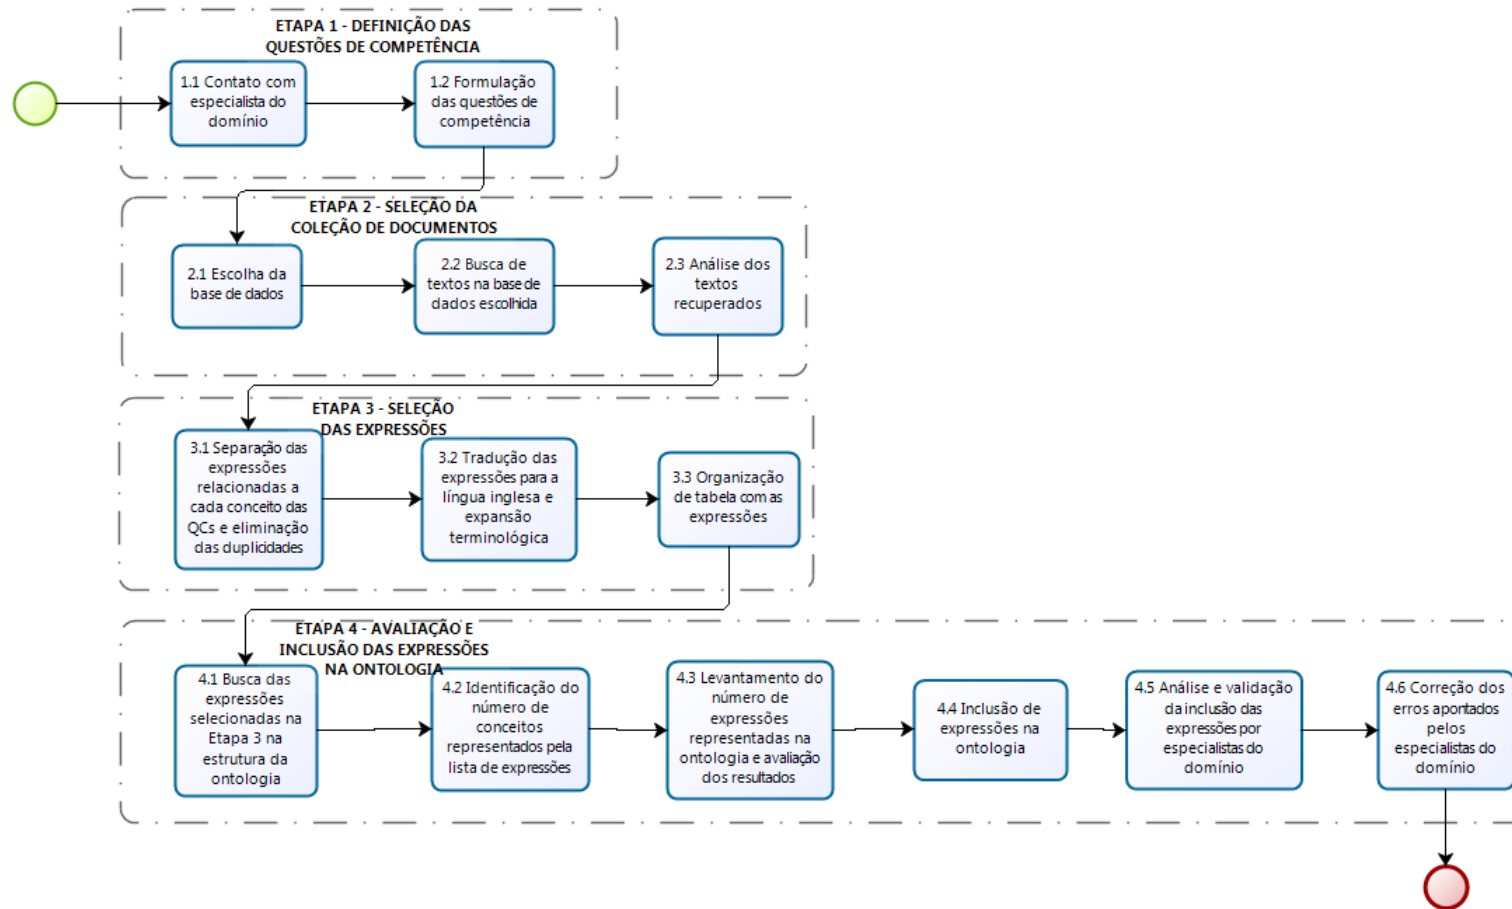 ETAPA 1 - DEFINIÇÃO DAS
QUESTÕES DE COMPETÊNCIA
1.1 Contato com
especialista do
domínio
1.2 Formulação
das questões de
competência
ETAPA 2 - SELEÇÃO DA
COLEÇÃO DE DOCUMENTOS
2.1 Escolha da
base de dados
2.2 Busca de
textos na base de
dados escolhida
2.3 Análise dos
textos
recuperados
ETAPA 3 - SELEÇÃO
DAS EXPRESSÕES
3.1 Separação das
expressões
relacionadas a
cada conceito das
QCs e eliminação
das duplicidades
3.2 Tradução das
expressões para a
língua inglesa e
expansão
terminológica
3.3 Organização
de tabela com as
expressões
ETAPA 4 - AVALIAÇÃO E
INCLUSÃO DAS EXPRESSÕES
NA ONTOLOGIA
4.1 Busca das
expressões
selecionadas na
Etapa 3 na
estrutura da
ontologia
4.2 Identificação do
número de
conceitos
representados pela
lista de expressões
4.3 Levantamento do
número de
expressões
representadas na
ontologia e avaliação
dos resultados
4.4 Inclusão de
expressões na
ontologia
4.5 Análise e validação
da inclusão das
expressões por
especialistas do
domínio
4.6 Correção dos
erros apontados
pelos
especialistas do
domínio